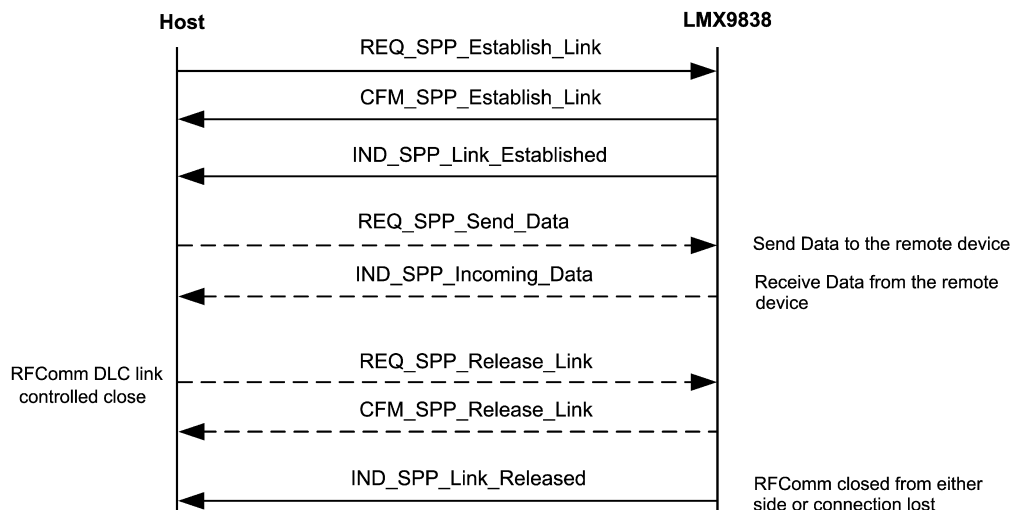 Host
LMX9838
REQ_SPP_Establish_Link
CFM_SPP_Establish_Link
IND_SPP_Link_Established
REQ_SPP_Send_Data
Send Data to the remote device
IND_SPP_Incoming_Data
Receive Data from the remote
device
REQ_SPP_Release_Link
RFComm DLC link
controlled close
CFM_SPP_Release_Link
IND_SPP_Link_Released
RFComm closed from either
side or connection lost